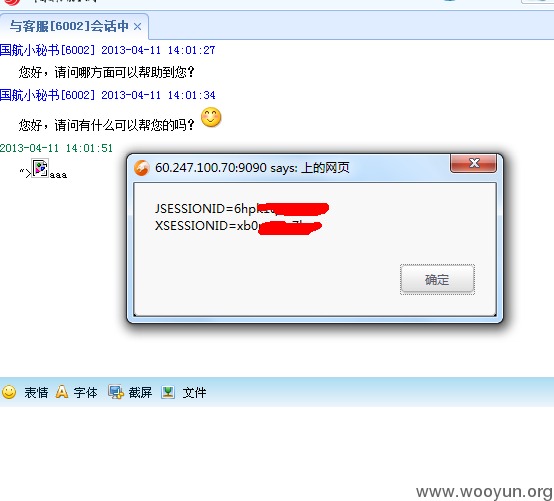 与客服[6002]会话中
国航小秘书[6002] 2013-04-11 14:01:27
您好，请问哪方面可以帮助到您？
国航小秘书[6002] 2013-04-11 14:01:34
您好，请问有什么可以帮您的吗？
2013-04-11 14:01:51
">aaa
60.247.100.70:9090 says: 上的网页
JSESSIONID=6hpk1
XSESSIONID=xb0
确定
表情 字体 截屏 文件
www.wooyun.org